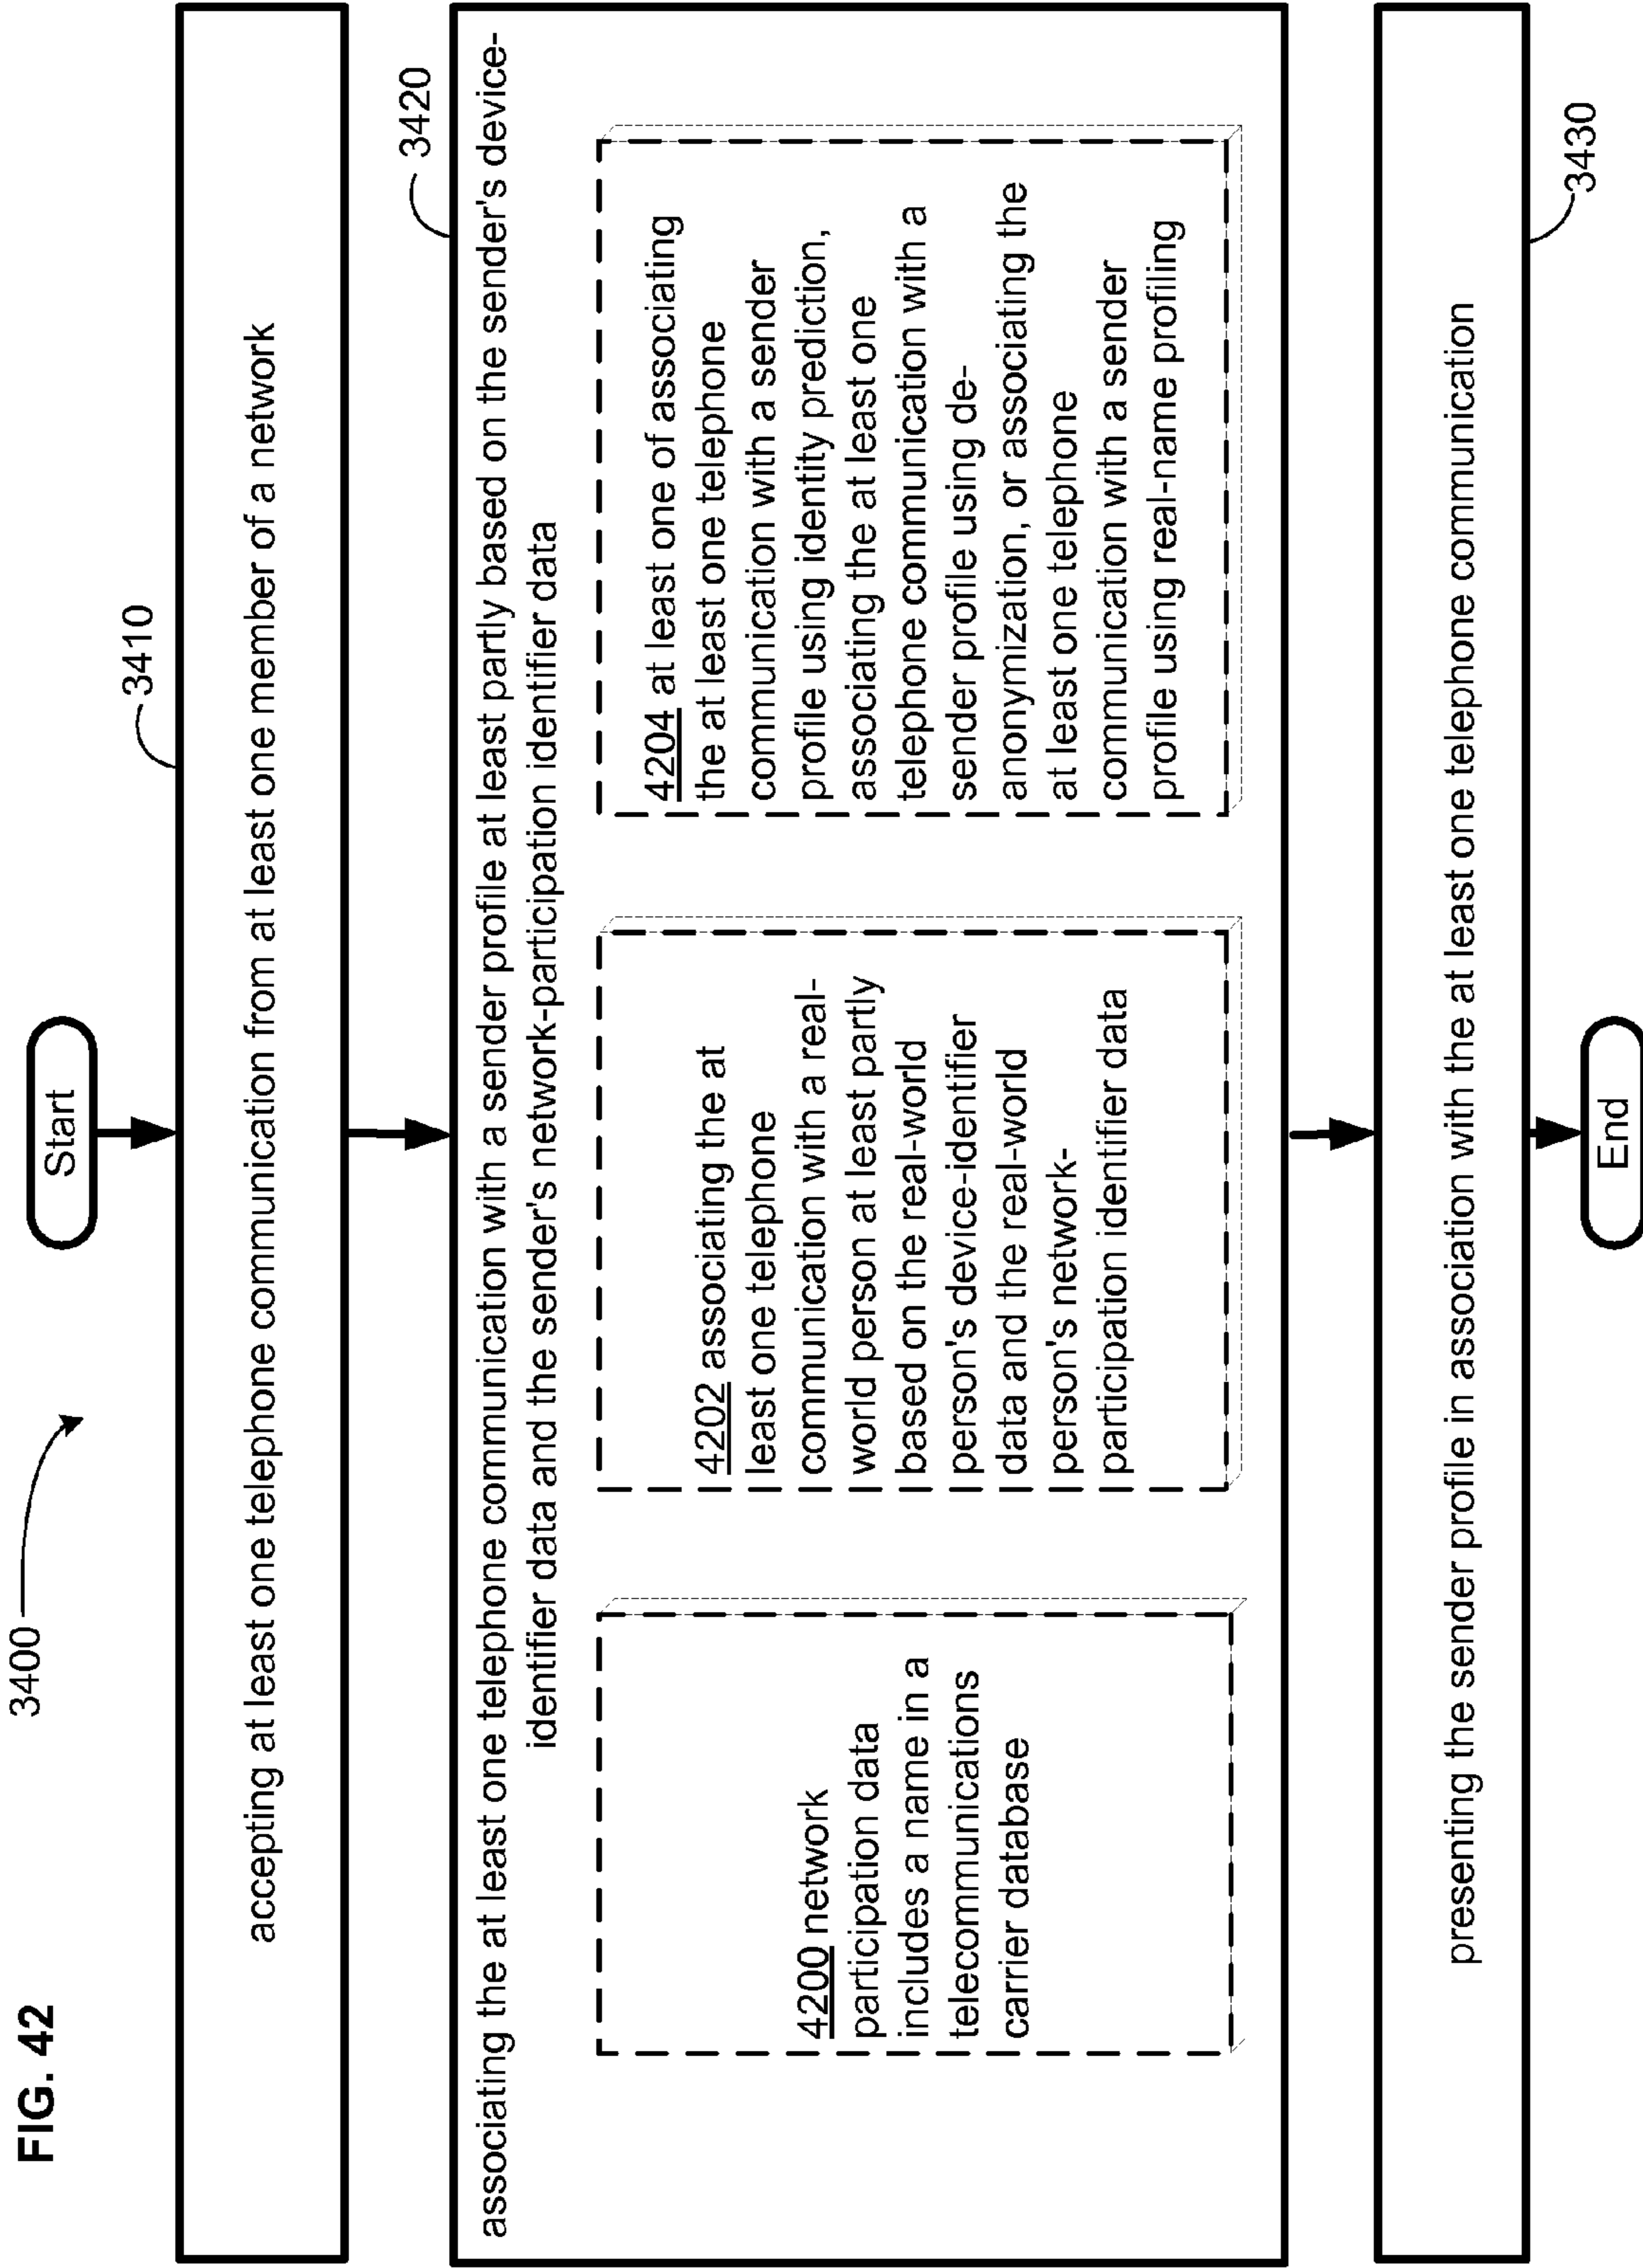 FIG. 42
3400
Start
3410
accepting at least one telephone communication from at least one member of a network
3420
associating the at least one telephone communication with a sender profile at least partly based on the sender's device-
identifier data and the sender's network-participation identifier data
4200 network
participation data
includes a name in a
telecommunications
carrier database
4202 associating the at
least one telephone
communication with a real-
world person at least partly
based on the real-world
person's device-identifier
data and the real-world
person's network-
participation identifier data
4204 at least one of associating
the at least one telephone
communication with a sender
profile using identity prediction,
associating the at least one
telephone communication with a
sender profile using de-
anonymization, or associating the
at least one telephone
communication with a sender
profile using real-name profiling
3430
presenting the sender profile in association with the at least one telephone communication
End